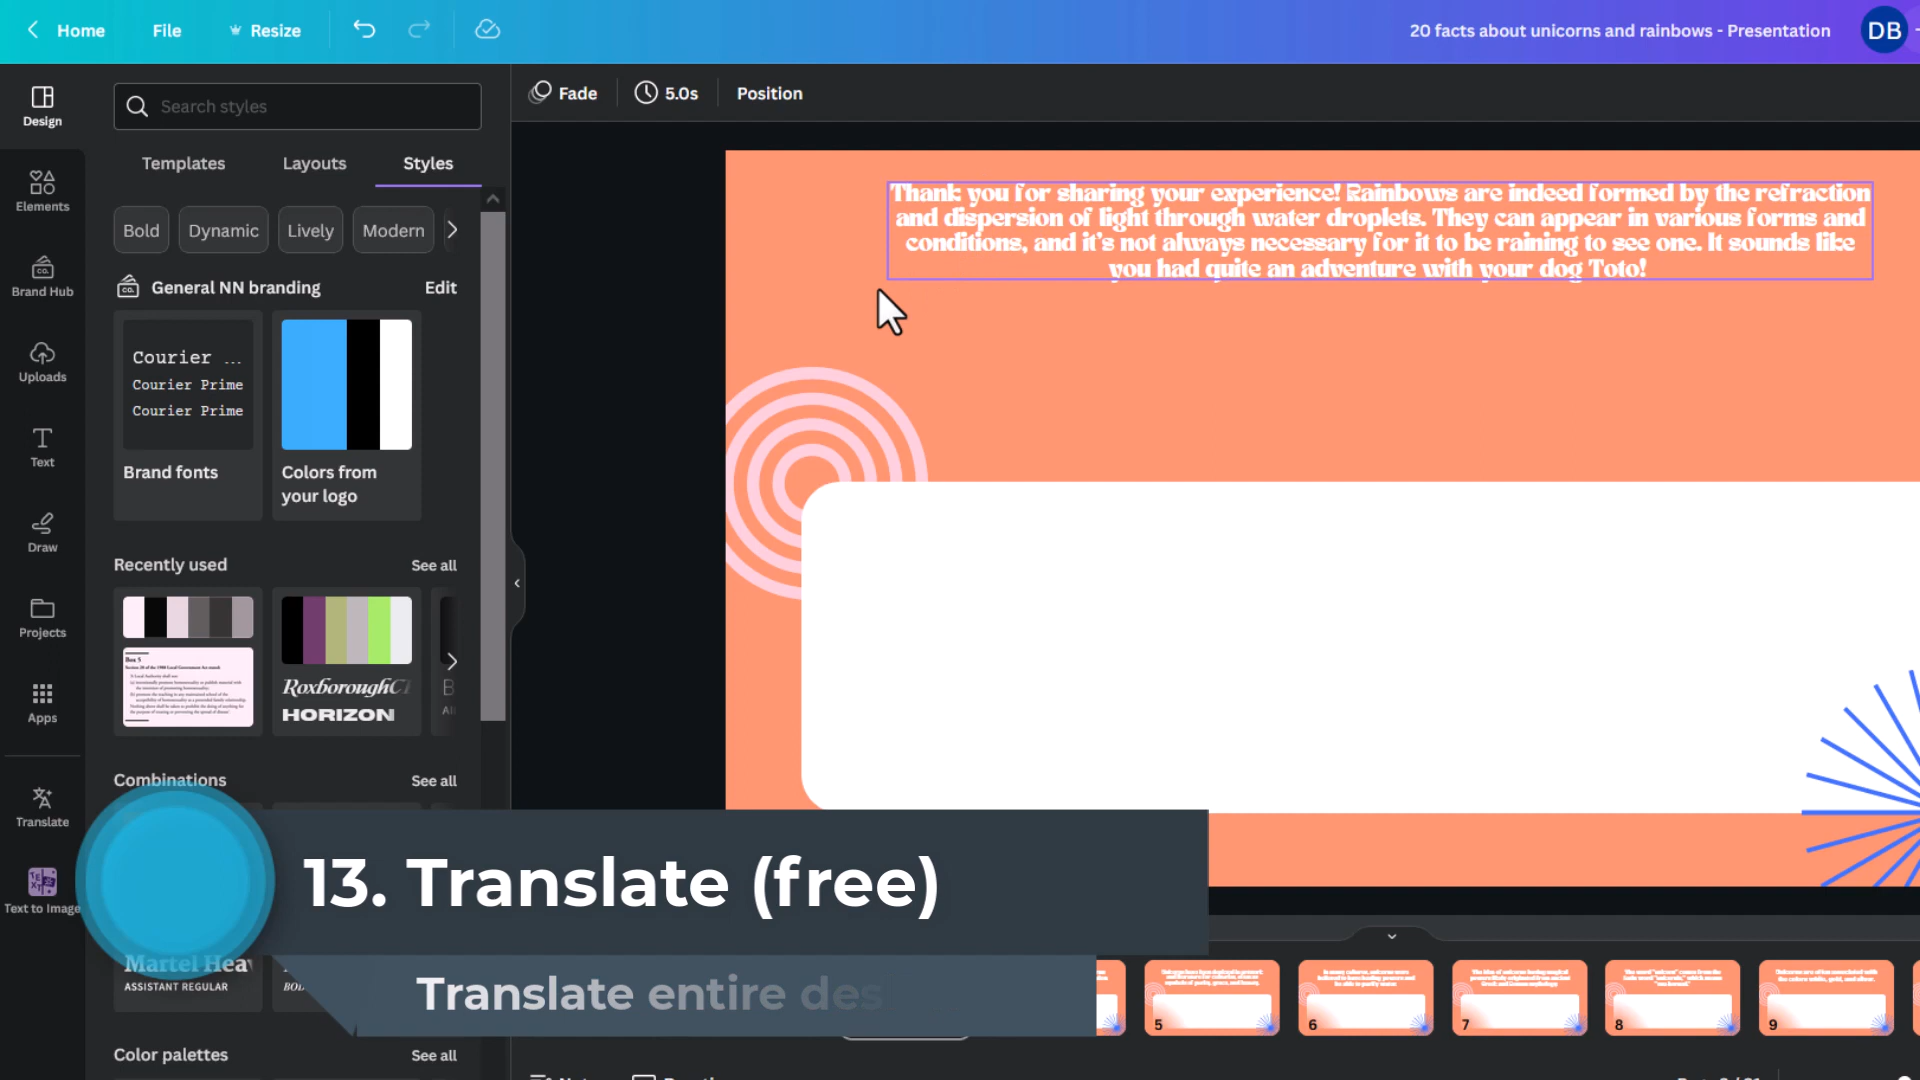 Home
File
Resize
20 facts about unicorns and rainbows - Presentation
DB
Design
Elements
Brand Hub
Uploads
Text
Draw
Projects
Apps
Translate
Text to Image
Search styles
Templates
Layouts
Styles
Bold
Dynamic
Lively
Modern
General NN branding
Edit
Courier ...
Courier Prime
Courier Prime
Brand fonts
Colors from
your logo
Recently used
See all
Box 5
RoxboroughCF
HORIZON
Combinations
See all
Martel Hea
ASSISTANT REGULAR
Color palettes
See all
Fade
5.0s
Position
Thank you for sharing your experience! Rainbows are indeed formed by the refraction
and dispersion of light through water droplets. They can appear in various forms and
conditions, and it's not always necessary for it to be raining to see one. It sounds like
you had quite an adventure with your dog Toto!
13. Translate (free)
Translate entire des
5
6
7
8
9